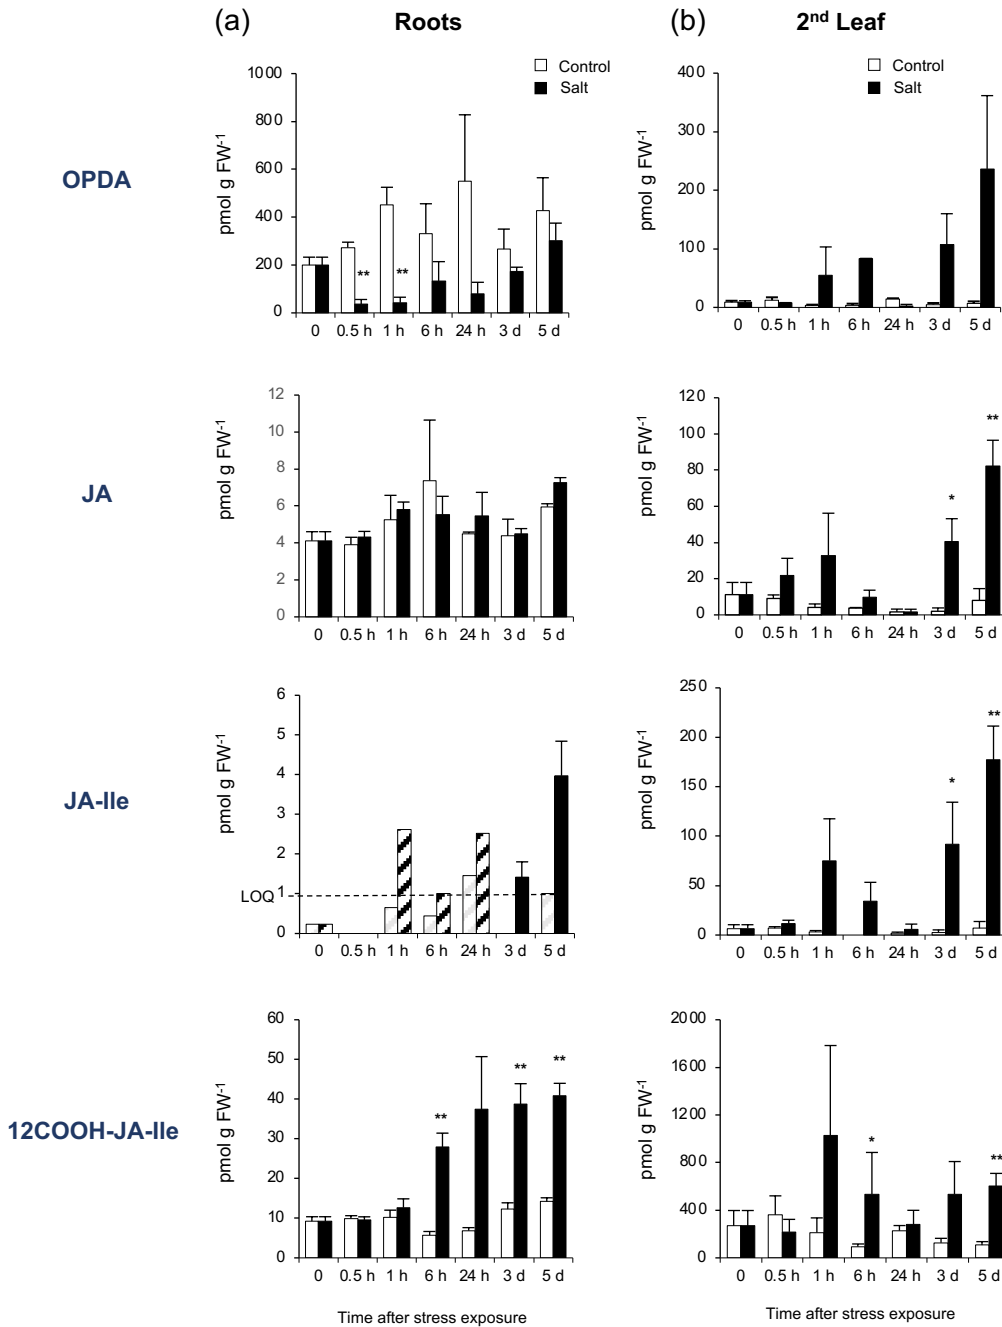 (a) Roots (b) 2nd Leaf
Control Control
Salt Salt
OPDA
pmol g FW-1
1000
800
600
400
200
0
** **
0 0.5 h 1 h 6 h 24 h 3 d 5 d
pmol g FW-1
400
300
200
100
0
0 0.5 h 1 h 6 h 24 h 3 d 5 d
JA
pmol g FW-1
12
10
8
6
4
2
0
0 0.5 h 1 h 6 h 24 h 3 d 5 d
pmol g FW-1
120
100
80
60
40
20
0
* **
0 0.5 h 1 h 6 h 24 h 3 d 5 d
JA-Ile
pmol g FW-1
6
5
4
3
2
LOQ 1
0
0 0.5 h 1 h 6 h 24 h 3 d 5 d
pmol g FW-1
250
200
150
100
50
0
* **
0 0.5 h 1 h 6 h 24 h 3 d 5 d
12COOH-JA-Ile
pmol g FW-1
60
50
40
30
20
10
0
** ** **
0 0.5 h 1 h 6 h 24 h 3 d 5 d
Time after stress exposure
pmol g FW-1
2000
1600
1200
800
400
0
* **
0 0.5 h 1 h 6 h 24 h 3 d 5 d
Time after stress exposure